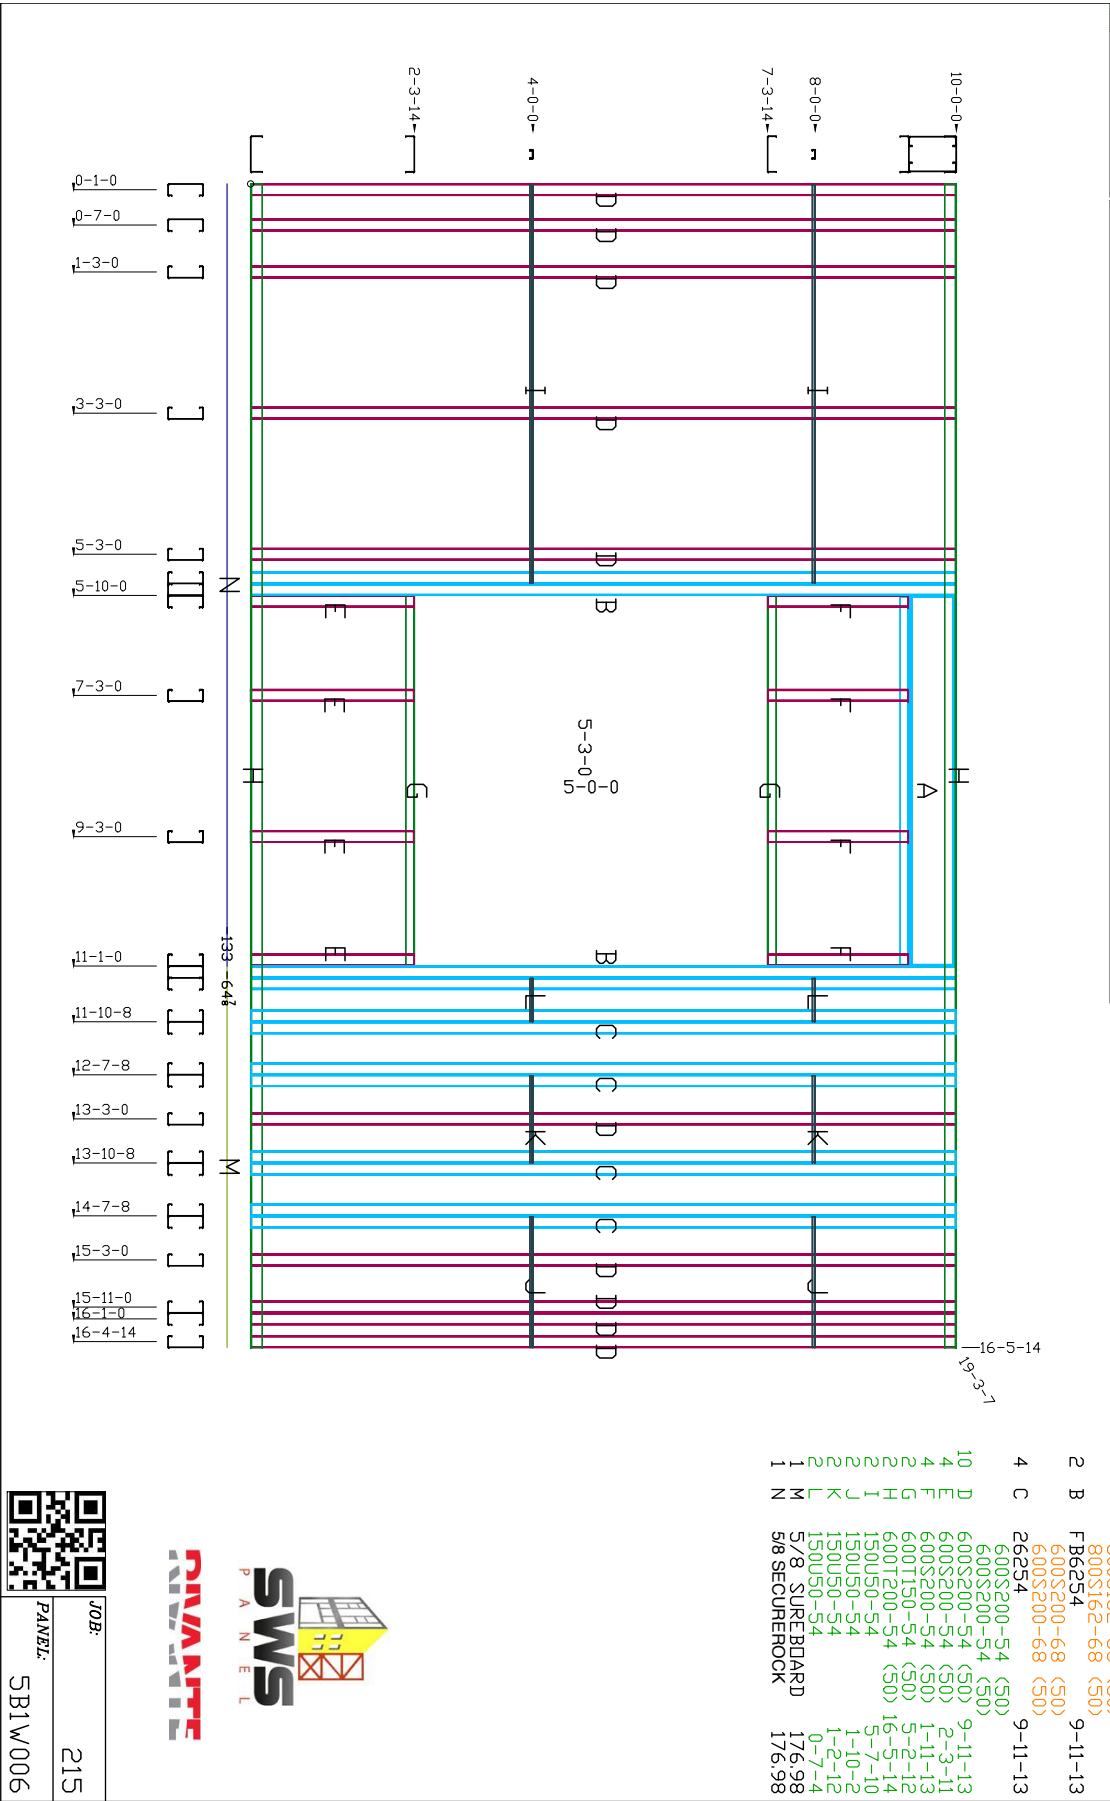 10-0-0
8-0-0
7-3-14
4-0-0
2-3-14
0-1-0
0-7-0
1-3-0
3-3-0
5-3-0
5-10-0
7-3-0
9-3-0
11-1-0
11-10-8
12-7-8
13-3-0
13-10-8
14-7-8
15-3-0
15-11-0
16-1-0
16-4-14
H
A
F F F F
G
I L K J
5-3-0
5-0-0
D D D D D B B C C D C C D D D D
I L K J
G
E E E E
H
N M
16-5-14
19-3-7
800S162-68 (50)
2 B FB6254 9-11-13
600S200-68 (50)
600S200-68 (50)
4 C 26254 9-11-13
600S200-54 (50)
600S200-54 (50)
10 D 600S200-54 (50) 9-11-13
4 E 600S200-54 (50) 2-3-11
4 F 600S200-54 (50) 1-11-13
2 G 600T150-54 (50) 5-2-12
2 H 600T200-54 (50) 16-5-14
2 I 150U50-54 5-7-10
2 J 150U50-54 1-10-2
2 K 150U50-54 1-2-12
2 L 150U50-54 0-7-4
1 M 5/8 SUREBOARD 176.98
1 N 5/8 SECUREROCK 176.98
SWS
PANEL
JOB: 215
PANEL: 5B1W006